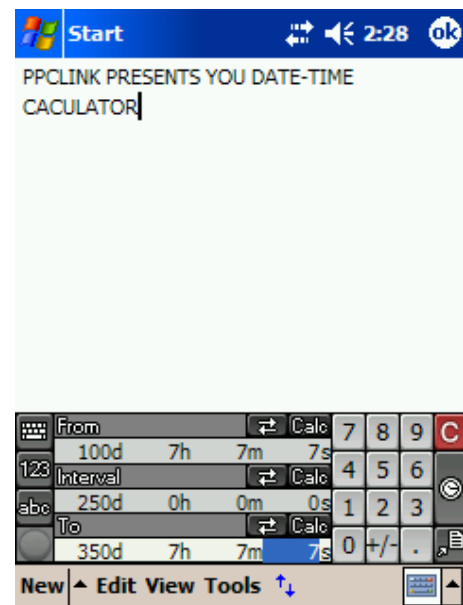 Start 2:28 ok
PPCLINK PRESENTS YOU DATE-TIME
CACULATOR
From Calc 7 8 9 C
100d 7h 7m 7s
123 Interval Calc 4 5 6
abc 250d 0h 0m 0s 1 2 3
To Calc 0 +/- .
350d 7h 7m 7s
New Edit View Tools